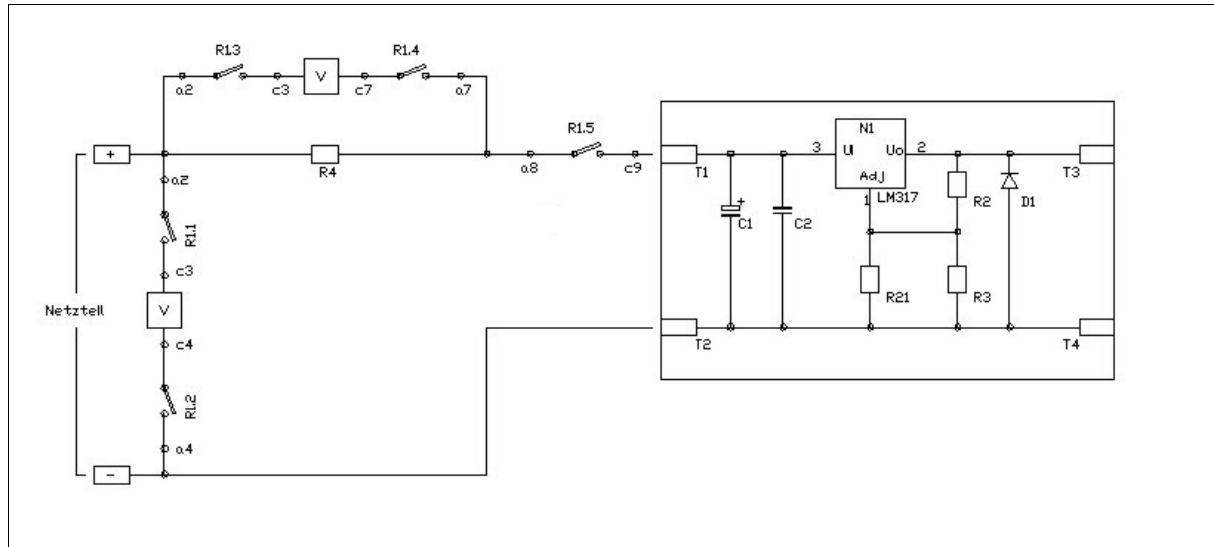 R1.3
R1.4
V
a2
c3
c7
a7
R1.5
N1
+
3
UI
Uo
2
R4
a8
c9
T1
T3
Adj
a2
1
LM317
R2
D1
+
C1
C2
R1.1
c3
R21
R3
Netzteil
V
T2
T4
c4
R1.2
a4
-